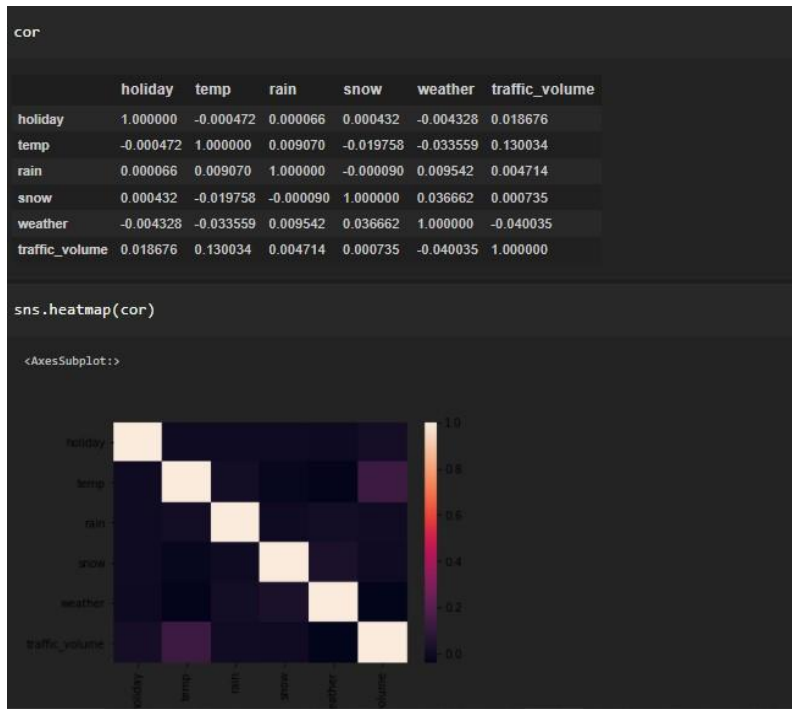 cor
holiday temp rain snow weather traffic_volume
holiday 1.000000 -0.000472 0.000066 0.000432 -0.004328 0.018676
temp -0.000472 1.000000 0.009070 -0.019758 -0.033559 0.130034
rain 0.000066 0.009070 1.000000 -0.000090 0.009542 0.004714
snow 0.000432 -0.019758 -0.000090 1.000000 0.036662 0.000735
weather -0.004328 -0.033559 0.009542 0.036662 1.000000 -0.040035
traffic_volume 0.018676 0.130034 0.004714 0.000735 -0.040035 1.000000
sns.heatmap(cor)
<AxesSubplot:>
holiday
temp
rain
snow
weather
traffic_volume
1.0
0.8
0.6
0.4
0.2
0.0
oliday
temp
rain
snow
eather
olume